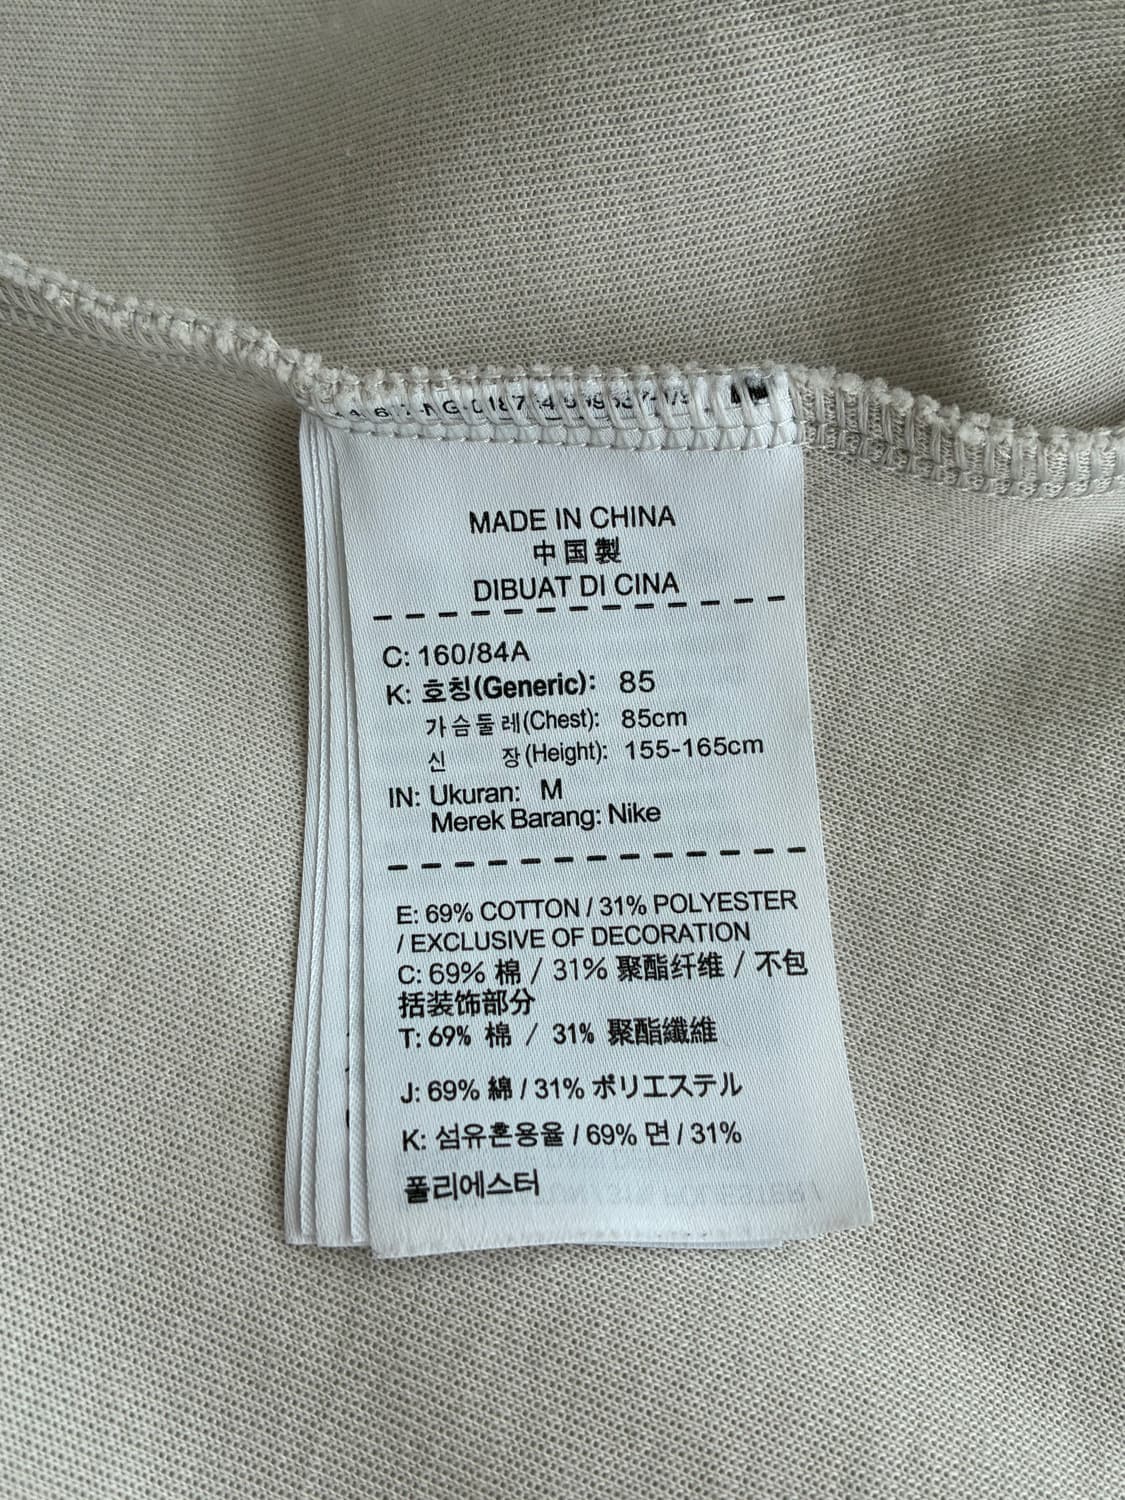 MADE IN CHINA
中国製
DIBUAT DI CINA
C: 160/84A
K: 호칭(Generic): 85
가슴둘레(Chest): 85cm
신 장(Height): 155-165cm
IN: Ukuran: M
Merek Barang: Nike
E: 69% COTTON / 31% POLYESTER
/ EXCLUSIVE OF DECORATION
C: 69% 棉 / 31% 聚酯纤维 / 不包
括装饰部分
T: 69% 棉 / 31% 聚酯纖維
J: 69% 綿 / 31% ポリエステル
K: 섬유혼용율 / 69% 면 / 31%
폴리에스터